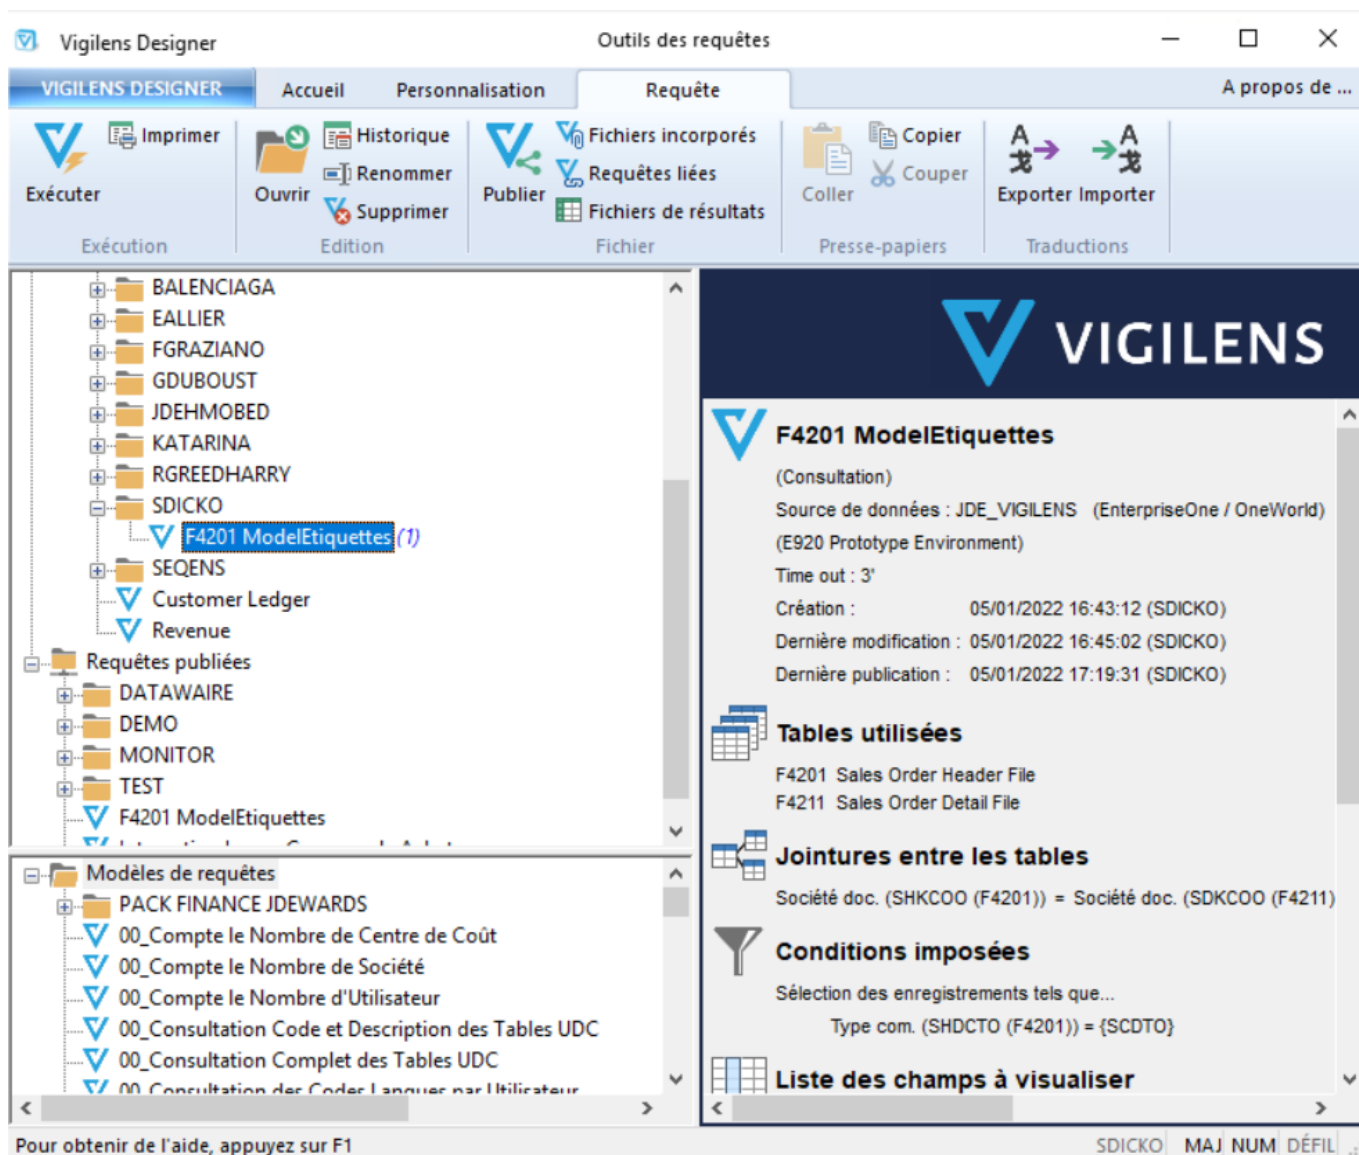 Vigilens Designer
Outils des requêtes
VIGILENS DESIGNER
Accueil
Personnalisation
Requête
A propos de ...
Exécuter
Imprimer
Exécution
Ouvrir
Historique
Renommer
Supprimer
Edition
Publier
Fichiers incorporés
Requêtes liées
Fichiers de résultats
Fichier
Coller
Copier
Couper
Presse-papiers
Exporter
Importer
Traductions
BALENCIAGA
EALLIER
FGRAZIANO
GDUBOUST
JDEHMOBED
KATARINA
RGREEDHARRY
SDICKO
F4201 ModelEtiquettes (1)
SEQENS
Customer Ledger
Revenue
Requêtes publiées
DATAWAIRE
DEMO
MONITOR
TEST
F4201 ModelEtiquettes
Modèles de requêtes
PACK FINANCE JDEWARDS
00_Compte le Nombre de Centre de Coût
00_Compte le Nombre de Société
00_Compte le Nombre d'Utilisateur
00_Consultation Code et Description des Tables UDC
00_Consultation Complet des Tables UDC
00_Consultation des Codes Langues par Utilisateur
VIGILENS
F4201 ModelEtiquettes
(Consultation)
Source de données : JDE_VIGILENS (EnterpriseOne / OneWorld)
(E920 Prototype Environment)
Time out : 3'
Création : 05/01/2022 16:43:12 (SDICKO)
Dernière modification : 05/01/2022 16:45:02 (SDICKO)
Dernière publication : 05/01/2022 17:19:31 (SDICKO)
Tables utilisées
F4201 Sales Order Header File
F4211 Sales Order Detail File
Jointures entre les tables
Société doc. (SHKCOO (F4201)) = Société doc. (SDKCOO (F4211)
Conditions imposées
Sélection des enregistrements tels que...
Type com. (SHDCTO (F4201)) = {SCDTO}
Liste des champs à visualiser
Pour obtenir de l'aide, appuyez sur F1
SDICKO MAJ NUM DÉFIL